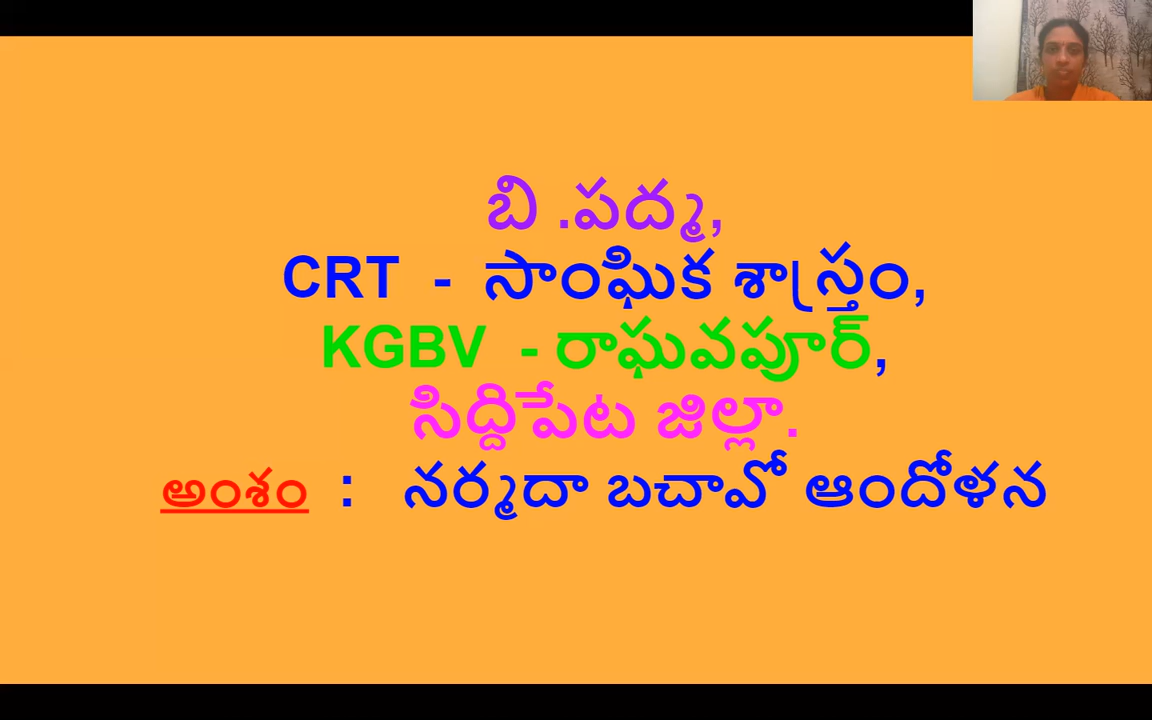 బి .పద్మ,
CRT - సాంఘిక శాస్త్రం,
KGBV - రాఘవపూర్,
సిద్దిపేట జిల్లా.
అంశం : నర్మదా బచావో ఆందోళన